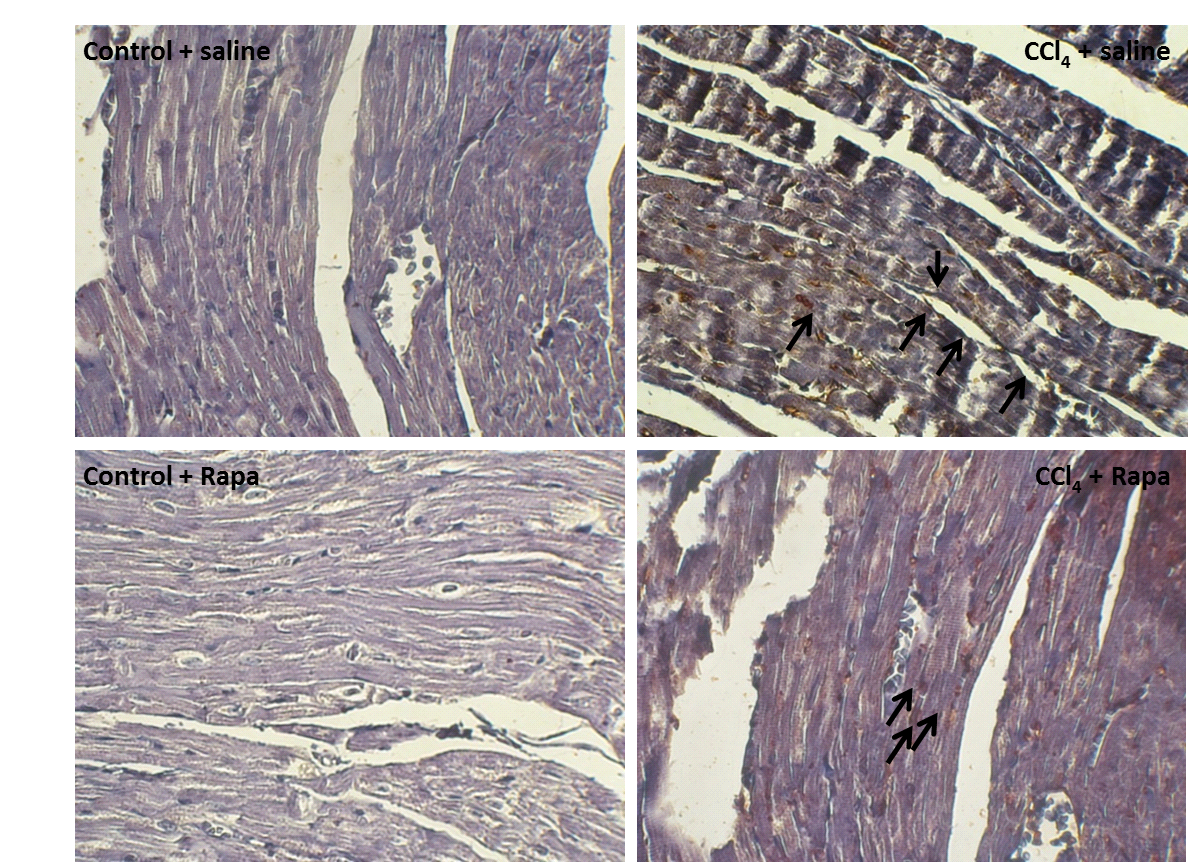 Control + saline
CCl₄ + saline
Control + Rapa
CCl₄ + Rapa